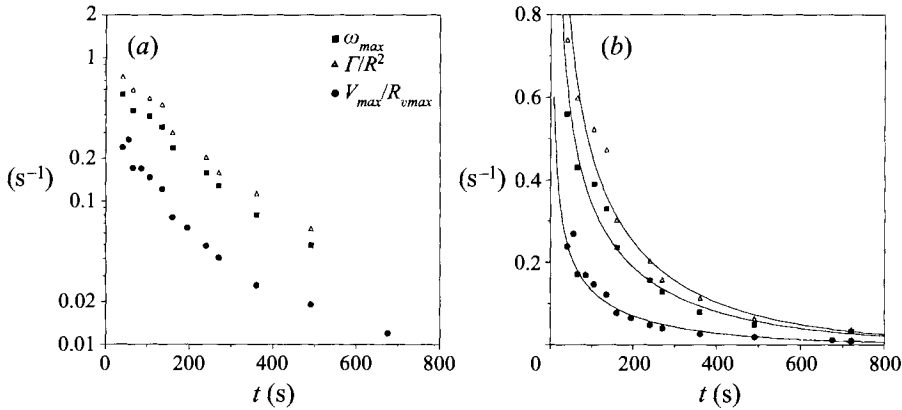 2
1
0.2
0.1
0.02
0.01
(s⁻¹)
(a)
■ ω_max
△ Γ/R²
● V_max/R_vmax
0 200 400 600 800
t (s)
0.8
0.6
0.4
0.2
(s⁻¹)
(b)
0 200 400 600 800
t (s)